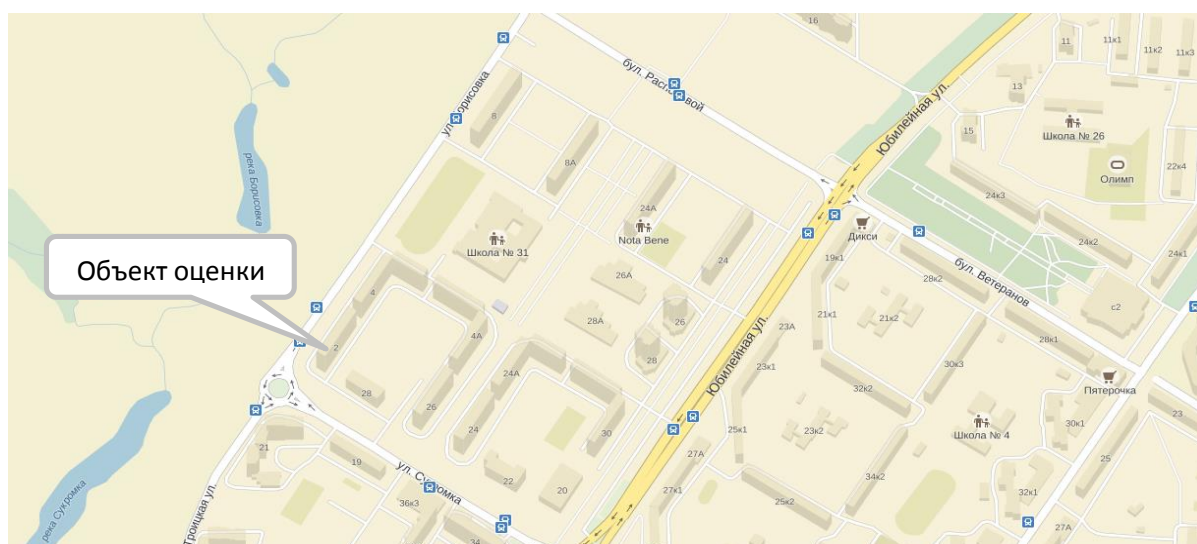 16
11
11к1
11к2
11к3
ул. Борисовка
бул. Распоповой
13
8
15
Школа № 26
Юбилейная ул.
река Борисовка
8А
Олимп
22к4
24А
24к3
Nota Bene
Школа № 31
Дикси
24к2
24к1
Объект оценки
19к1
24
26А
28к2
бул. Ветеранов
4
с2
21к1
21к2
28А
26
23А
4А
28к1
2
Юбилейная ул.
28
24А
23к1
30к3
Пятерочка
32к2
28
26
23
24
30
25к1
23к2
Школа № 4
30к1
21
19
27А
25
ул. Сукромка
22
20
34к2
река Сукромка
Троицкая ул.
36к3
27к1
25к2
32к1
27А
34